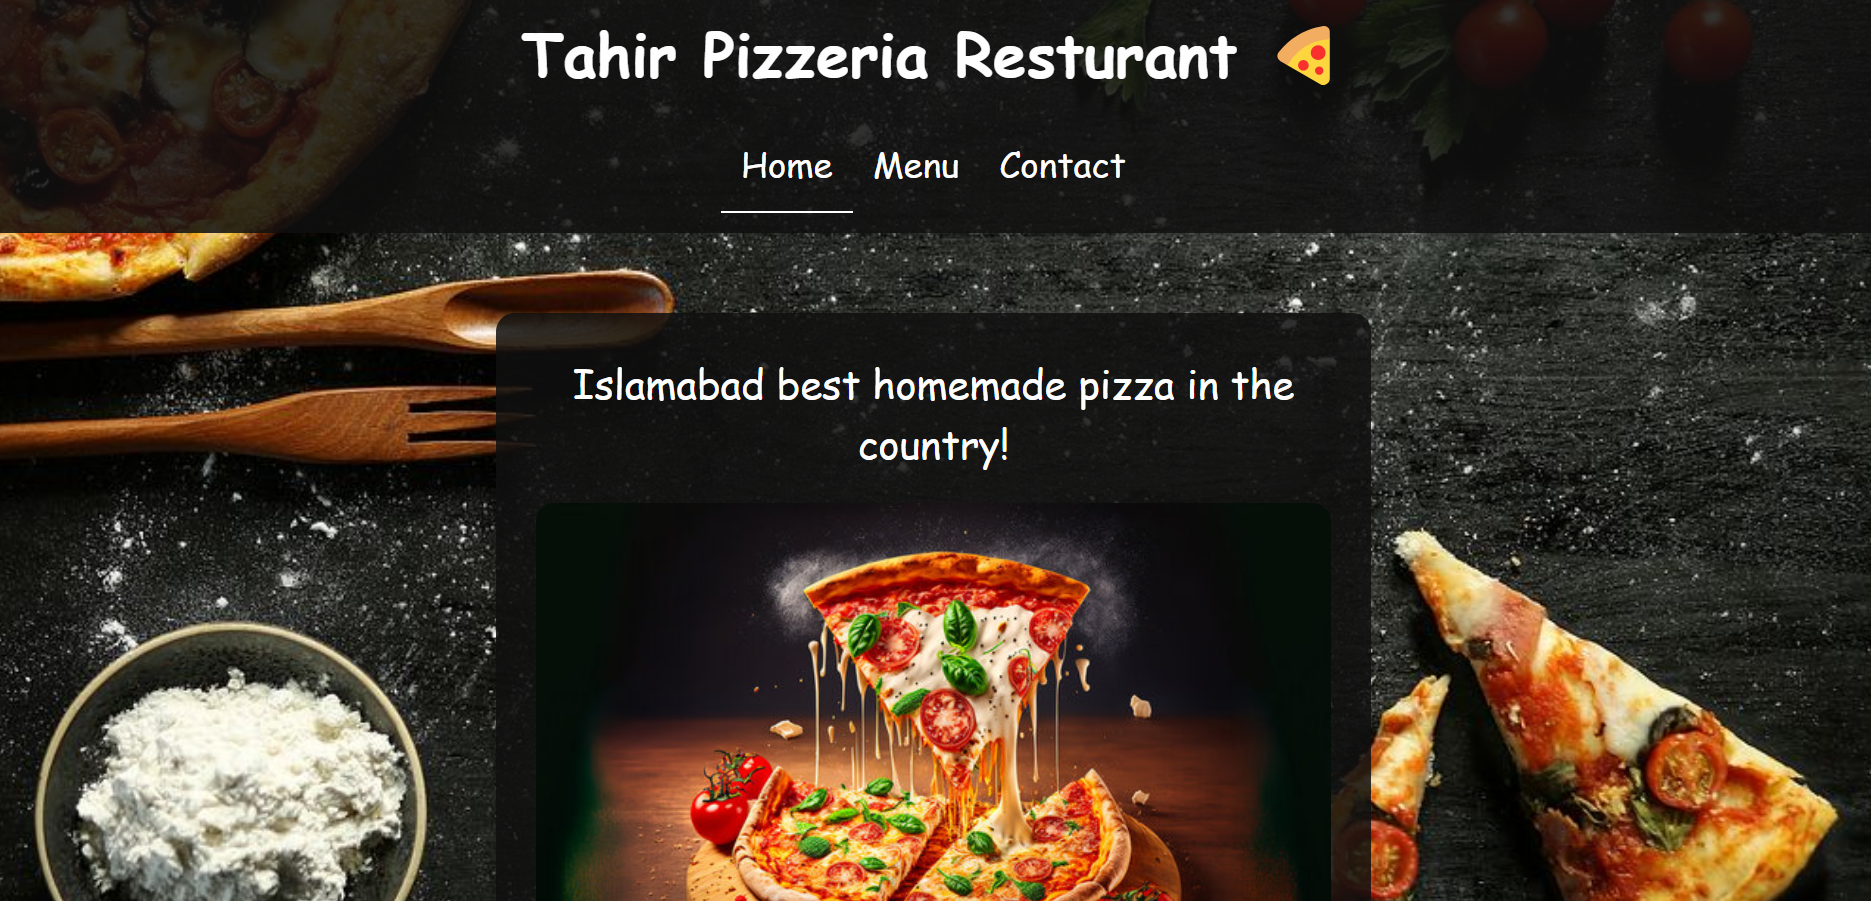 Tahir Pizzeria Resturant 🍕
Home Menu Contact
Islamabad best homemade pizza in the
country!